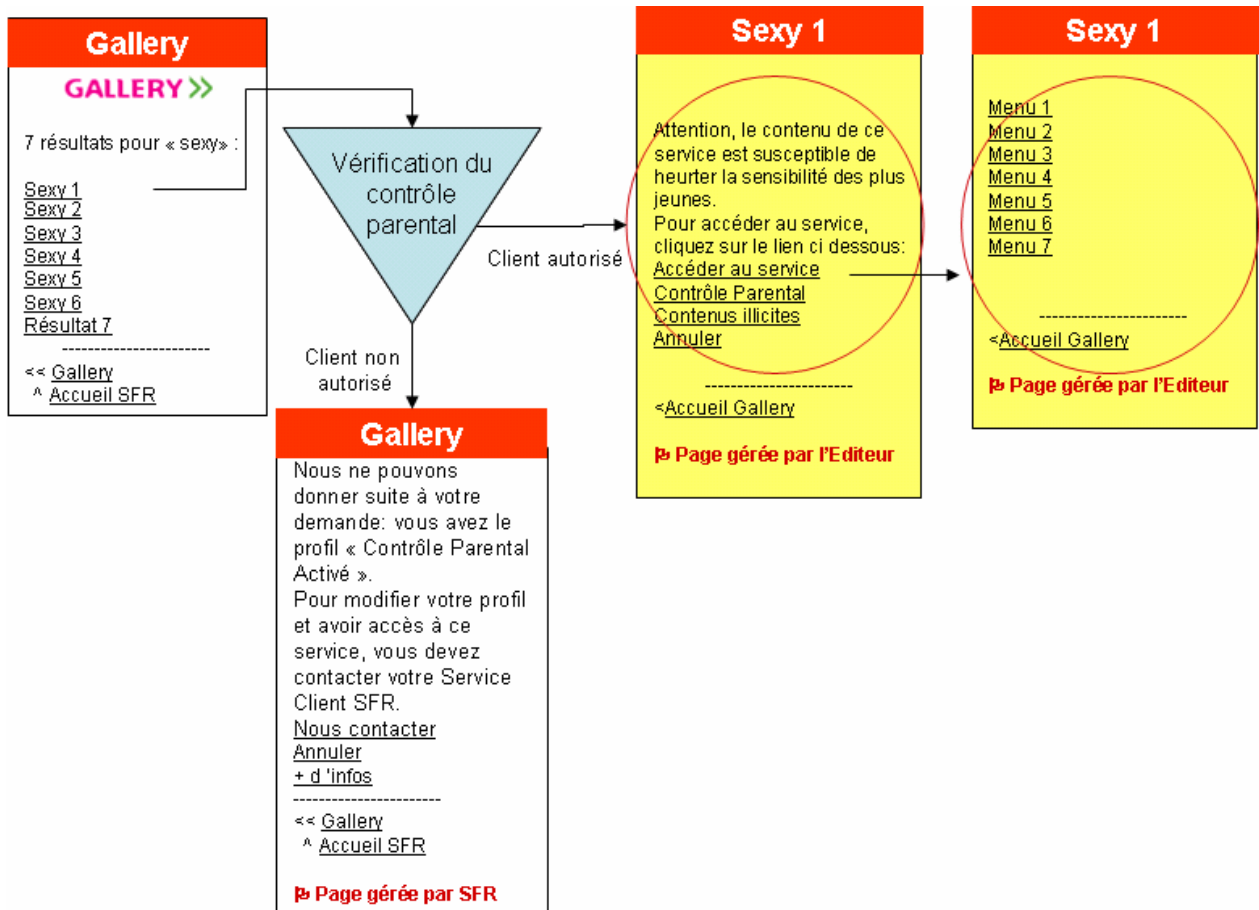 Gallery
GALLERY >>
7 résultats pour « sexy» :
Sexy 1
Sexy 2
Sexy 3
Sexy 4
Sexy 5
Sexy 6
Résultat 7
-----------------------
<< Gallery
^ Accueil SFR
Vérification du
contrôle
parental
Client autorisé
Client non
autorisé
Gallery
Nous ne pouvons
donner suite à votre
demande: vous avez le
profil « Contrôle Parental
Activé ».
Pour modifier votre profil
et avoir accès à ce
service, vous devez
contacter votre Service
Client SFR.
Nous contacter
Annuler
+ d 'infos
-----------------------
<< Gallery
^ Accueil SFR
Page gérée par SFR
Sexy 1
Attention, le contenu de ce
service est susceptible de
heurter la sensibilité des plus
jeunes.
Pour accéder au service,
cliquez sur le lien ci dessous:
Accéder au service
Contrôle Parental
Contenus illicites
Annuler
-----------------------
<Accueil Gallery
Page gérée par l'Editeur
Sexy 1
Menu 1
Menu 2
Menu 3
Menu 4
Menu 5
Menu 6
Menu 7
-----------------------
<Accueil Gallery
Page gérée par l'Editeur